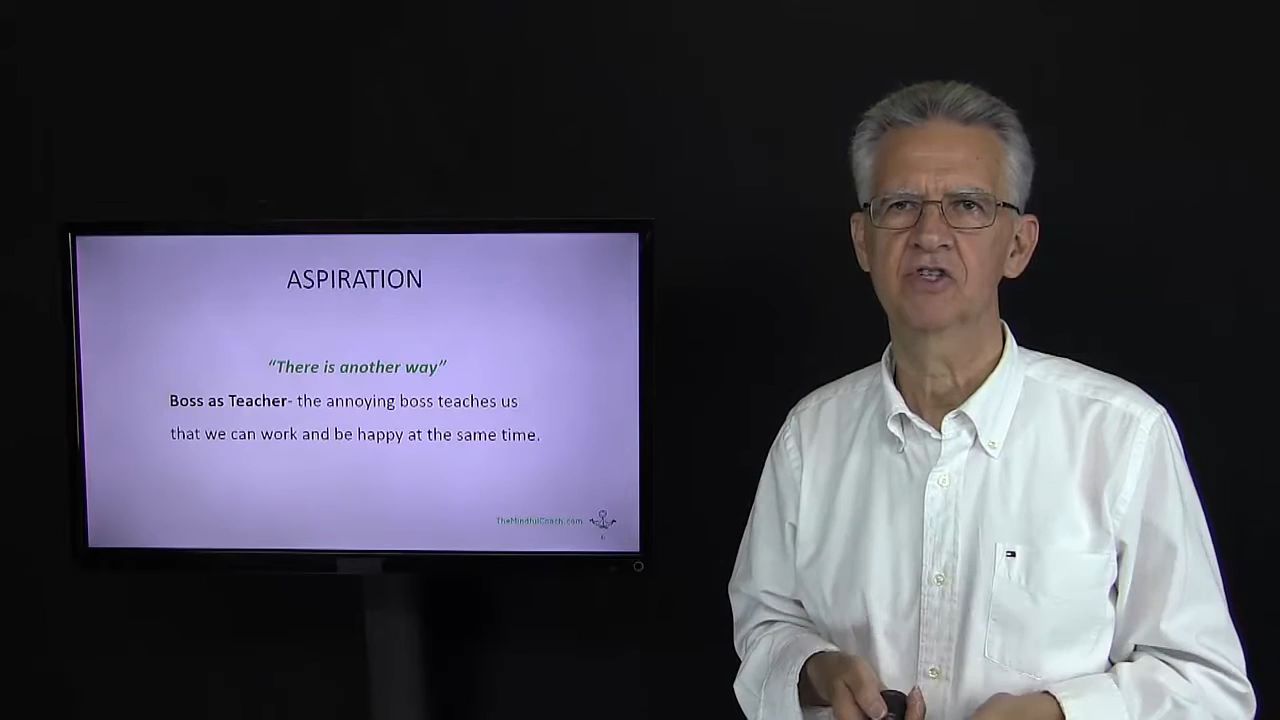 ASPIRATION
“There is another way”
Boss as Teacher- the annoying boss teaches us
that we can work and be happy at the same time.
TheMindfulCoach.com